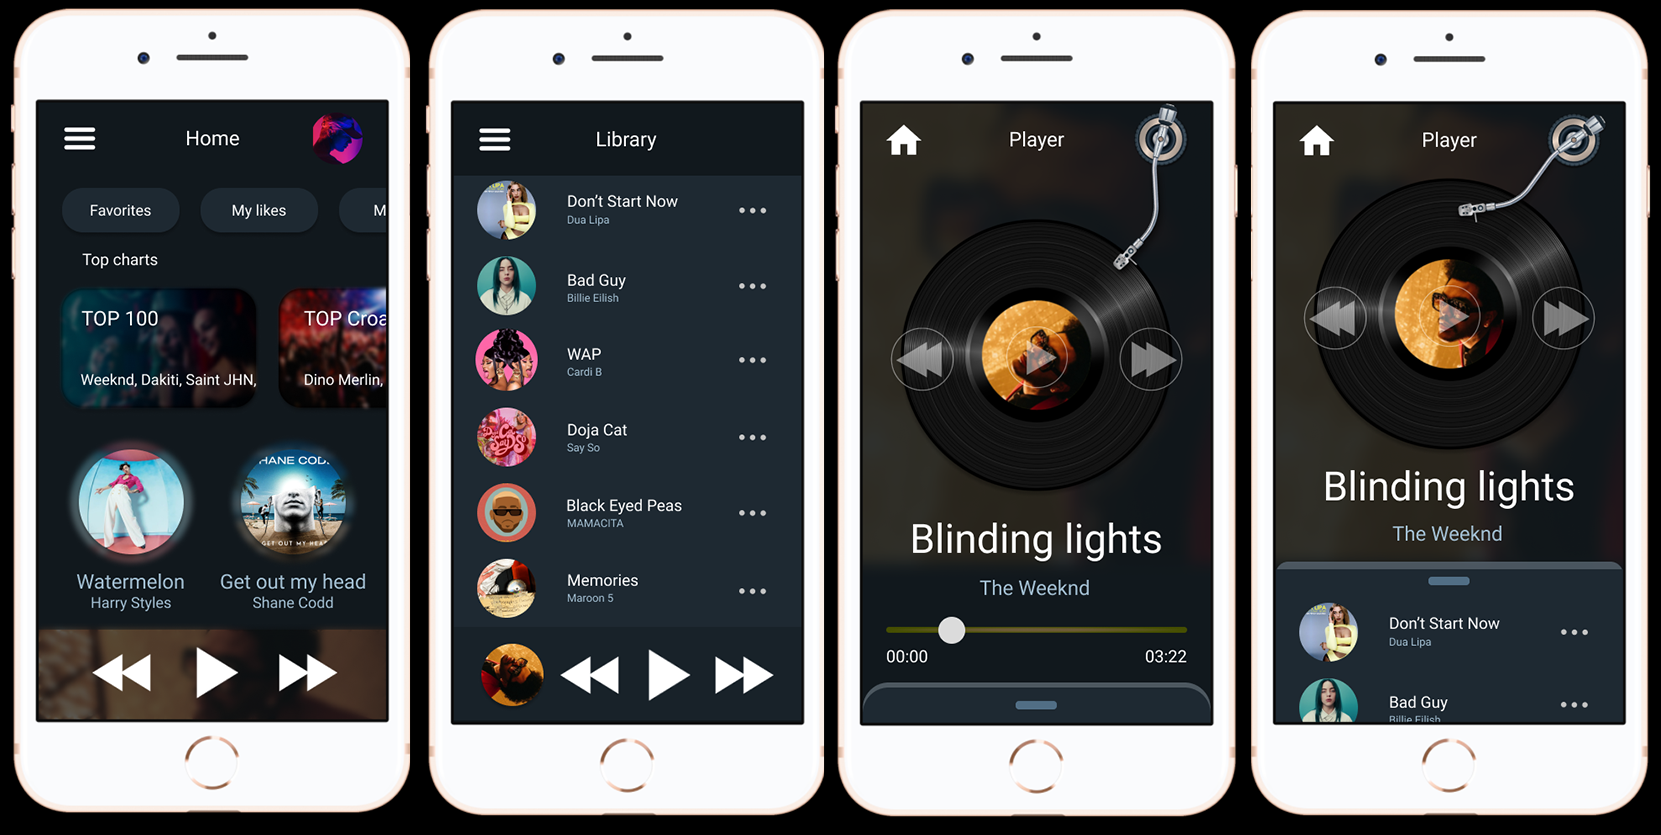 Home
Favorites
My likes
M
Top charts
TOP 100
Weeknd, Dakiti, Saint JHN,
TOP Croa
Dino Merlin,
HANE COD
GET OUT MY HEA
Watermelon
Harry Styles
Get out my head
Shane Codd
Library
Don't Start Now
Dua Lipa
Bad Guy
Billie Eilish
WAP
Cardi B
Doja Cat
Say So
Black Eyed Peas
MAMACITA
Memories
Maroon 5
Player
Blinding lights
The Weeknd
00:00
03:22
Player
Blinding lights
The Weeknd
Don't Start Now
Dua Lipa
Bad Guy
Billie Eilish